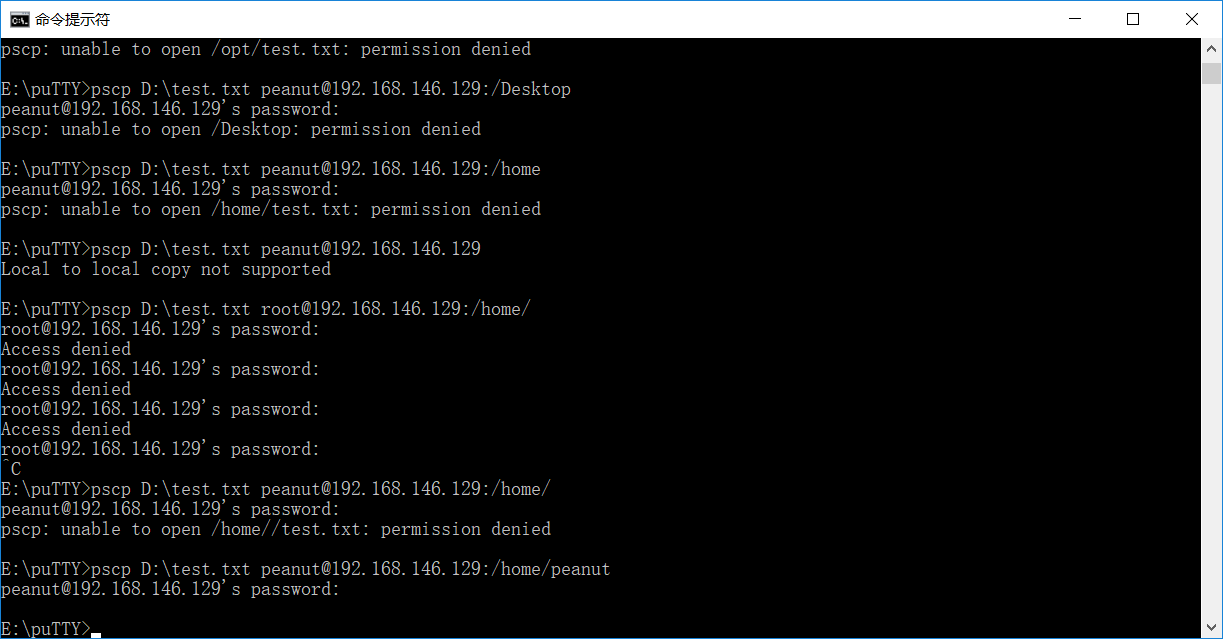 命令提示符
pscp: unable to open /opt/test.txt: permission denied
E:\puTTY>pscp D:\test.txt peanut@192.168.146.129:/Desktop
peanut@192.168.146.129's password:
pscp: unable to open /Desktop: permission denied
E:\puTTY>pscp D:\test.txt peanut@192.168.146.129:/home
peanut@192.168.146.129's password:
pscp: unable to open /home/test.txt: permission denied
E:\puTTY>pscp D:\test.txt peanut@192.168.146.129
Local to local copy not supported
E:\puTTY>pscp D:\test.txt root@192.168.146.129:/home/
root@192.168.146.129's password:
Access denied
root@192.168.146.129's password:
Access denied
root@192.168.146.129's password:
Access denied
root@192.168.146.129's password:
^C
E:\puTTY>pscp D:\test.txt peanut@192.168.146.129:/home/
peanut@192.168.146.129's password:
pscp: unable to open /home//test.txt: permission denied
E:\puTTY>pscp D:\test.txt peanut@192.168.146.129:/home/peanut
peanut@192.168.146.129's password:
E:\puTTY>